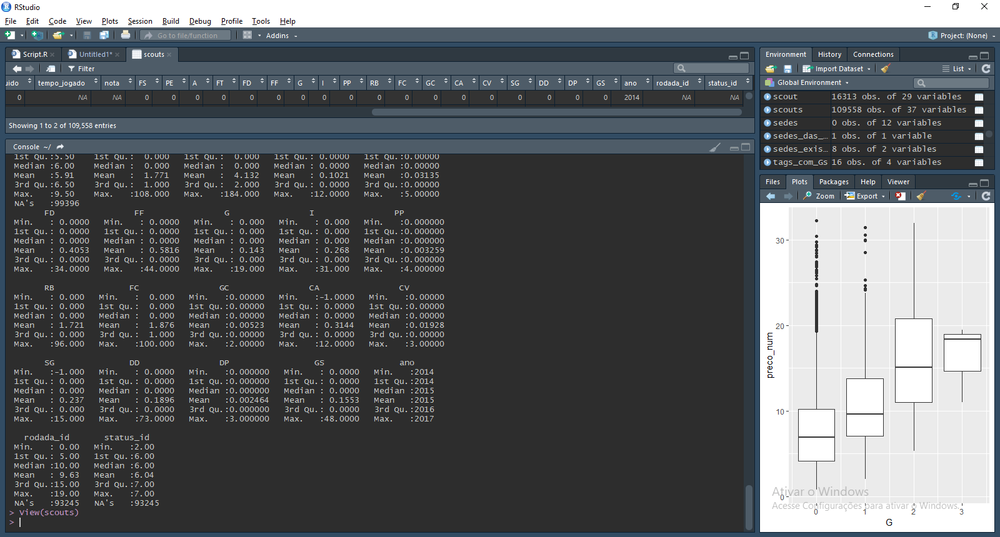 RStudio
File Edit Code View Plots Session Build Debug Profile Tools Help
Go to file/function Addins Project: (None)
Script.R Untitled1* scouts
Filter
uido tempo_jogado nota FS PE A FT FD FF G I PP RB FC GC CA CV SG DD DP GS ano rodada_id status_id
0 NA NA 0 0 0 0 0 0 0 0 0 0 0 0 0 0 0 0 0 0 2014 NA NA
Showing 1 to 2 of 109,558 entries
Console ~/
1st Qu.:5.50 1st Qu.: 0.000 1st Qu.: 0.000 1st Qu.: 0.0000 1st Qu.:0.00000
Median :6.00 Median : 0.000 Median : 0.000 Median : 0.0000 Median :0.00000
Mean :5.91 Mean : 1.771 Mean : 4.132 Mean : 0.1021 Mean :0.03135
3rd Qu.:6.50 3rd Qu.: 1.000 3rd Qu.: 2.000 3rd Qu.: 0.0000 3rd Qu.:0.00000
Max. :9.50 Max. :108.000 Max. :184.000 Max. :12.0000 Max. :5.00000
NA's :99396
FD FF G I PP
Min. : 0.0000 Min. : 0.0000 Min. : 0.000 Min. : 0.000 Min. :0.000000
1st Qu.: 0.0000 1st Qu.: 0.0000 1st Qu.: 0.000 1st Qu.: 0.000 1st Qu.:0.000000
Median : 0.0000 Median : 0.0000 Median : 0.000 Median : 0.000 Median :0.000000
Mean : 0.4053 Mean : 0.5816 Mean : 0.143 Mean : 0.268 Mean :0.003259
3rd Qu.: 0.0000 3rd Qu.: 0.0000 3rd Qu.: 0.000 3rd Qu.: 0.000 3rd Qu.:0.000000
Max. :34.0000 Max. :44.0000 Max. :19.000 Max. :31.000 Max. :4.000000
RB FC GC CA CV
Min. : 0.000 Min. : 0.000 Min. :0.00000 Min. :-1.0000 Min. :0.00000
1st Qu.: 0.000 1st Qu.: 0.000 1st Qu.:0.00000 1st Qu.: 0.0000 1st Qu.:0.00000
Median : 0.000 Median : 0.000 Median :0.00000 Median : 0.0000 Median :0.00000
Mean : 1.721 Mean : 1.876 Mean :0.00523 Mean : 0.3144 Mean :0.01928
3rd Qu.: 0.000 3rd Qu.: 1.000 3rd Qu.:0.00000 3rd Qu.: 0.0000 3rd Qu.:0.00000
Max. :96.000 Max. :100.000 Max. :2.00000 Max. :12.0000 Max. :3.00000
SG DD DP GS ano
Min. :-1.000 Min. : 0.0000 Min. :0.000000 Min. : 0.0000 Min. :2014
1st Qu.: 0.000 1st Qu.: 0.0000 1st Qu.:0.000000 1st Qu.: 0.0000 1st Qu.:2014
Median : 0.000 Median : 0.0000 Median :0.000000 Median : 0.0000 Median :2015
Mean : 0.237 Mean : 0.1896 Mean :0.002464 Mean : 0.1553 Mean :2015
3rd Qu.: 0.000 3rd Qu.: 0.0000 3rd Qu.:0.000000 3rd Qu.: 0.0000 3rd Qu.:2016
Max. :15.000 Max. :73.0000 Max. :3.000000 Max. :48.0000 Max. :2017
rodada_id status_id
Min. : 0.00 Min. :2.00
1st Qu.: 5.00 1st Qu.:6.00
Median :10.00 Median :6.00
Mean : 9.63 Mean :6.04
3rd Qu.:15.00 3rd Qu.:7.00
Max. :19.00 Max. :7.00
NA's :93245 NA's :93245
> View(scouts)
>
Environment History Connections
Import Dataset List
Global Environment
scout 16313 obs. of 29 variables
scouts 109558 obs. of 37 variables
sedes 0 obs. of 12 variables
sedes_das_… 1 obs. of 1 variable
sedes_exis… 8 obs. of 2 variables
tags_com_Gs 16 obs. of 4 variables
Files Plots Packages Help Viewer
Zoom Export
30
20
10
0
preco_num
0 1 2 3
G
Ativar o Windows
Acesse Configurações para ativar o Windows.